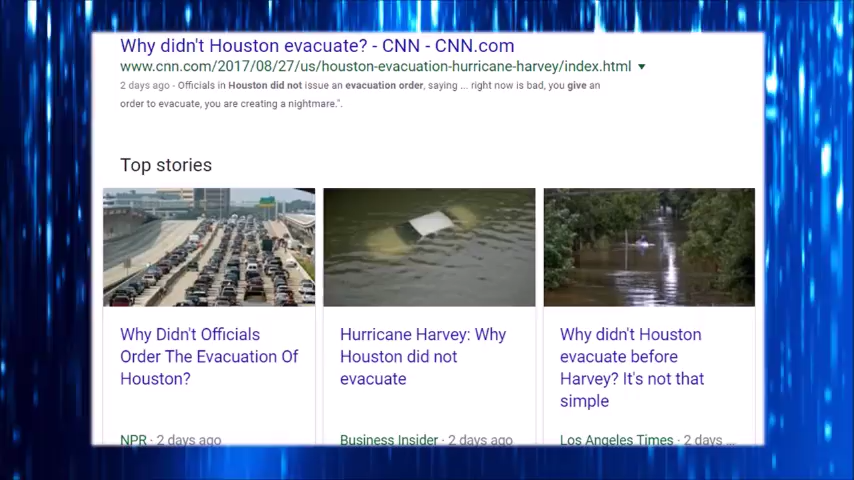 Why didn't Houston evacuate? - CNN - CNN.com
www.cnn.com/2017/08/27/us/houston-evacuation-hurricane-harvey/index.html
2 days ago - Officials in Houston did not issue an evacuation order, saying ... right now is bad, you give an
order to evacuate, you are creating a nightmare.".
Top stories
Why Didn't Officials
Order The Evacuation Of
Houston?
NPR · 2 days ago
Hurricane Harvey: Why
Houston did not
evacuate
Business Insider · 2 days ago
Why didn't Houston
evacuate before
Harvey? It's not that
simple
Los Angeles Times · 2 days ...